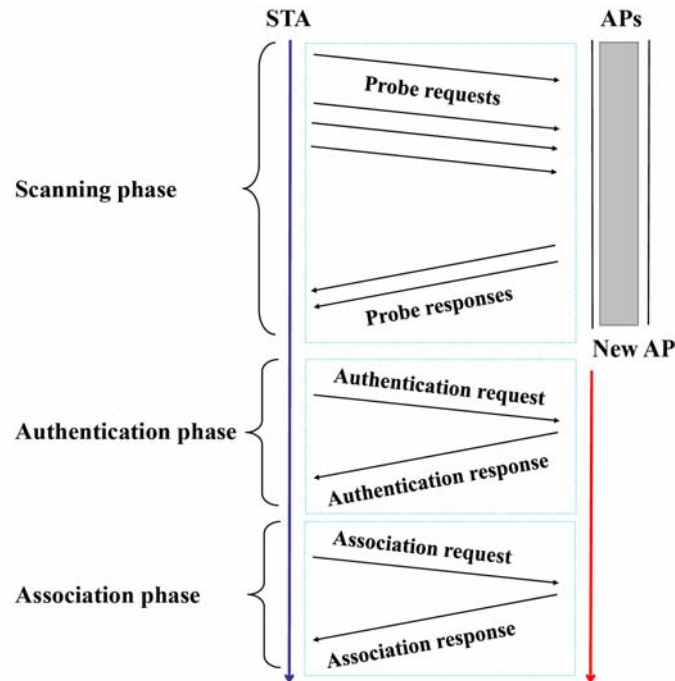 STA
APs
Probe requests
Scanning phase
Probe responses
New AP
Authentication request
Authentication phase
Authentication response
Association request
Association phase
Association response